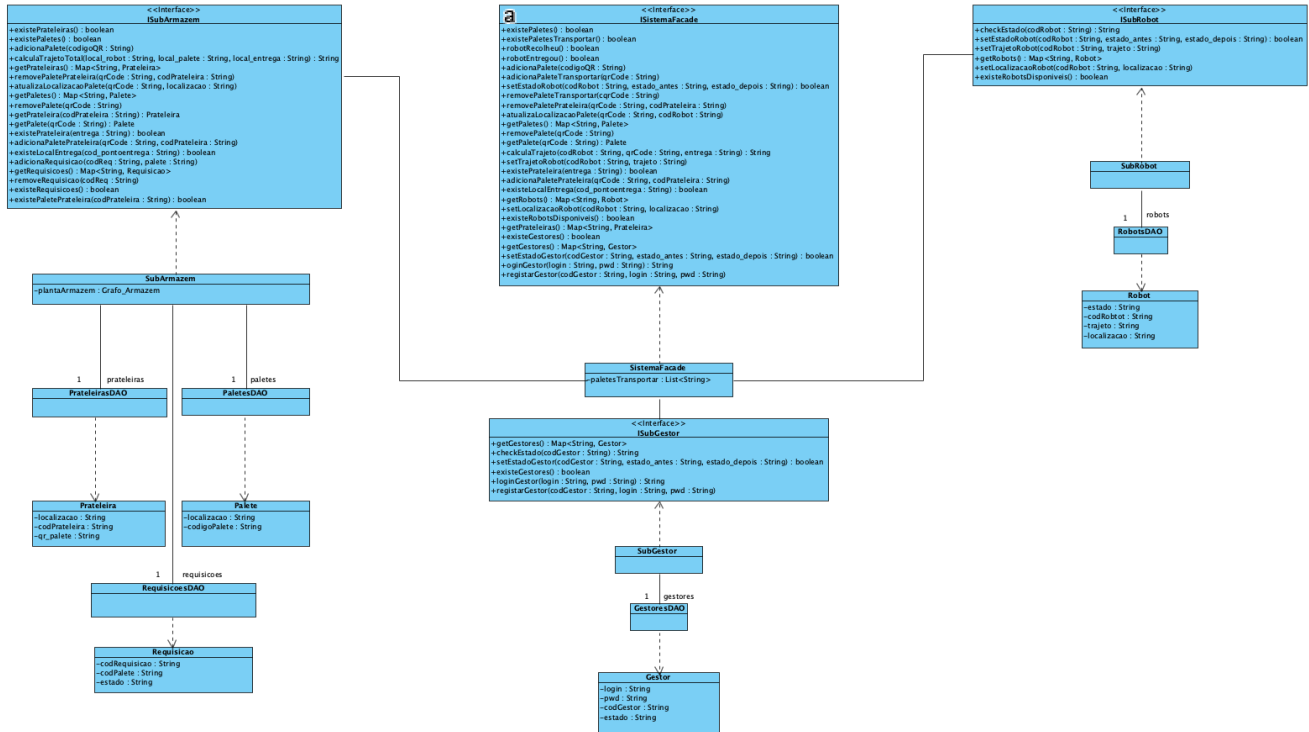 <<Interface>>
ISubArmazem
+existePrateleiras() : boolean
+existePaletes() : boolean
+adicionaPalete(codigoQR : String)
+calculaTrajetoTotal(local_robot : String, local_palete : String, local_entrega : String) : String
+getPrateleiras() : Map<String, Prateleira>
+removePaletePrateleira(qrCode : String, codPrateleira : String)
+atualizaLocalizacaoPalete(qrCode : String, localizacao : String)
+getPaletes() : Map<String, Palete>
+removePalete(qrCode : String)
+getPrateleira(codPrateleira : String) : Prateleira
+getPalete(qrCode : String) : Palete
+existePrateleira(entrega : String) : boolean
+adicionaPaletePrateleira(qrCode : String, codPrateleira : String)
+existeLocalEntrega(cod_pontoentrega : String) : boolean
+adicionaRequisicao(codReq : String, palete : String)
+getRequisicoes() : Map<String, Requisicao>
+removeRequisicao(codReq : String)
+existeRequisicoes() : boolean
+existePaletePrateleira(codPrateleira : String) : boolean
a
<<Interface>>
ISistemaFacade
+existePaletes() : boolean
+existePaletesTransportar() : boolean
+robotRecolheu() : boolean
+robotEntregou() : boolean
+adicionaPalete(codigoQR : String)
+adicionaPaleteTransportar(qrCode : String)
+setEstadoRobot(codRobot : String, estado_antes : String, estado_depois : String) : boolean
+removePaleteTransportar(cqrCode : String)
+removePaletePrateleira(qrCode : String, codPrateleira : String)
+atualizaLocalizacaoPalete(qrCode : String, codRobot : String)
+getPaletes() : Map<String, Palete>
+removePalete(qrCode : String)
+getPalete(qrCode : String) : Palete
+calculaTrajeto(codRobot : String, qrCode : String, entrega : String) : String
+setTrajetoRobot(codRobot : String, trajeto : String)
+existePrateleira(entrega : String) : boolean
+adicionaPaletePrateleira(qrCode : String, codPrateleira : String)
+existeLocalEntrega(cod_pontoentrega : String) : boolean
+getRobots() : Map<String, Robot>
+setLocalizacaoRobot(codRobot : String, localizacao : String)
+existeRobotsDisponiveis() : boolean
+getPrateleiras() : Map<String, Prateleira>
+existeGestores() : boolean
+getGestores() : Map<String, Gestor>
+setEstadoGestor(codGestor : String, estado_antes : String, estado_depois : String) : boolean
+oginGestor(login : String, pwd : String) : String
+registarGestor(codGestor : String, login : String, pwd : String)
<<Interface>>
ISubRobot
+checkEstado(codRobot : String) : String
+setEstadoRobot(codRobot : String, estado_antes : String, estado_depois : String) : boolean
+setTrajetoRobot(codRobot : String, trajeto : String)
+getRobots() : Map<String, Robot>
+setLocalizacaoRobot(codRobot : String, localizacao : String)
+existeRobotsDisponiveis() : boolean
SubRobot
1 robots
RobotsDAO
Robot
-estado : String
-codRobtot : String
-trajeto : String
-localizacao : String
SubArmazem
-plantaArmazem : Grafo_Armazem
1 prateleiras
1 paletes
PrateleirasDAO
PaletesDAO
Prateleira
-localizacao : String
-codPrateleira : String
-qr_palete : String
Palete
-localizacao : String
-codigoPalete : String
1 requisicoes
RequisicoesDAO
Requisicao
-codRequisicao : String
-codPalete : String
-estado : String
SistemaFacade
-paletesTransportar : List<String>
<<Interface>>
ISubGestor
+getGestores() : Map<String, Gestor>
+checkEstado(codGestor : String) : String
+setEstadoGestor(codGestor : String, estado_antes : String, estado_depois : String) : boolean
+existeGestores() : boolean
+loginGestor(login : String, pwd : String) : String
+registarGestor(codGestor : String, login : String, pwd : String)
SubGestor
1 gestores
GestoresDAO
Gestor
-login : String
-pwd : String
-codGestor : String
-estado : String